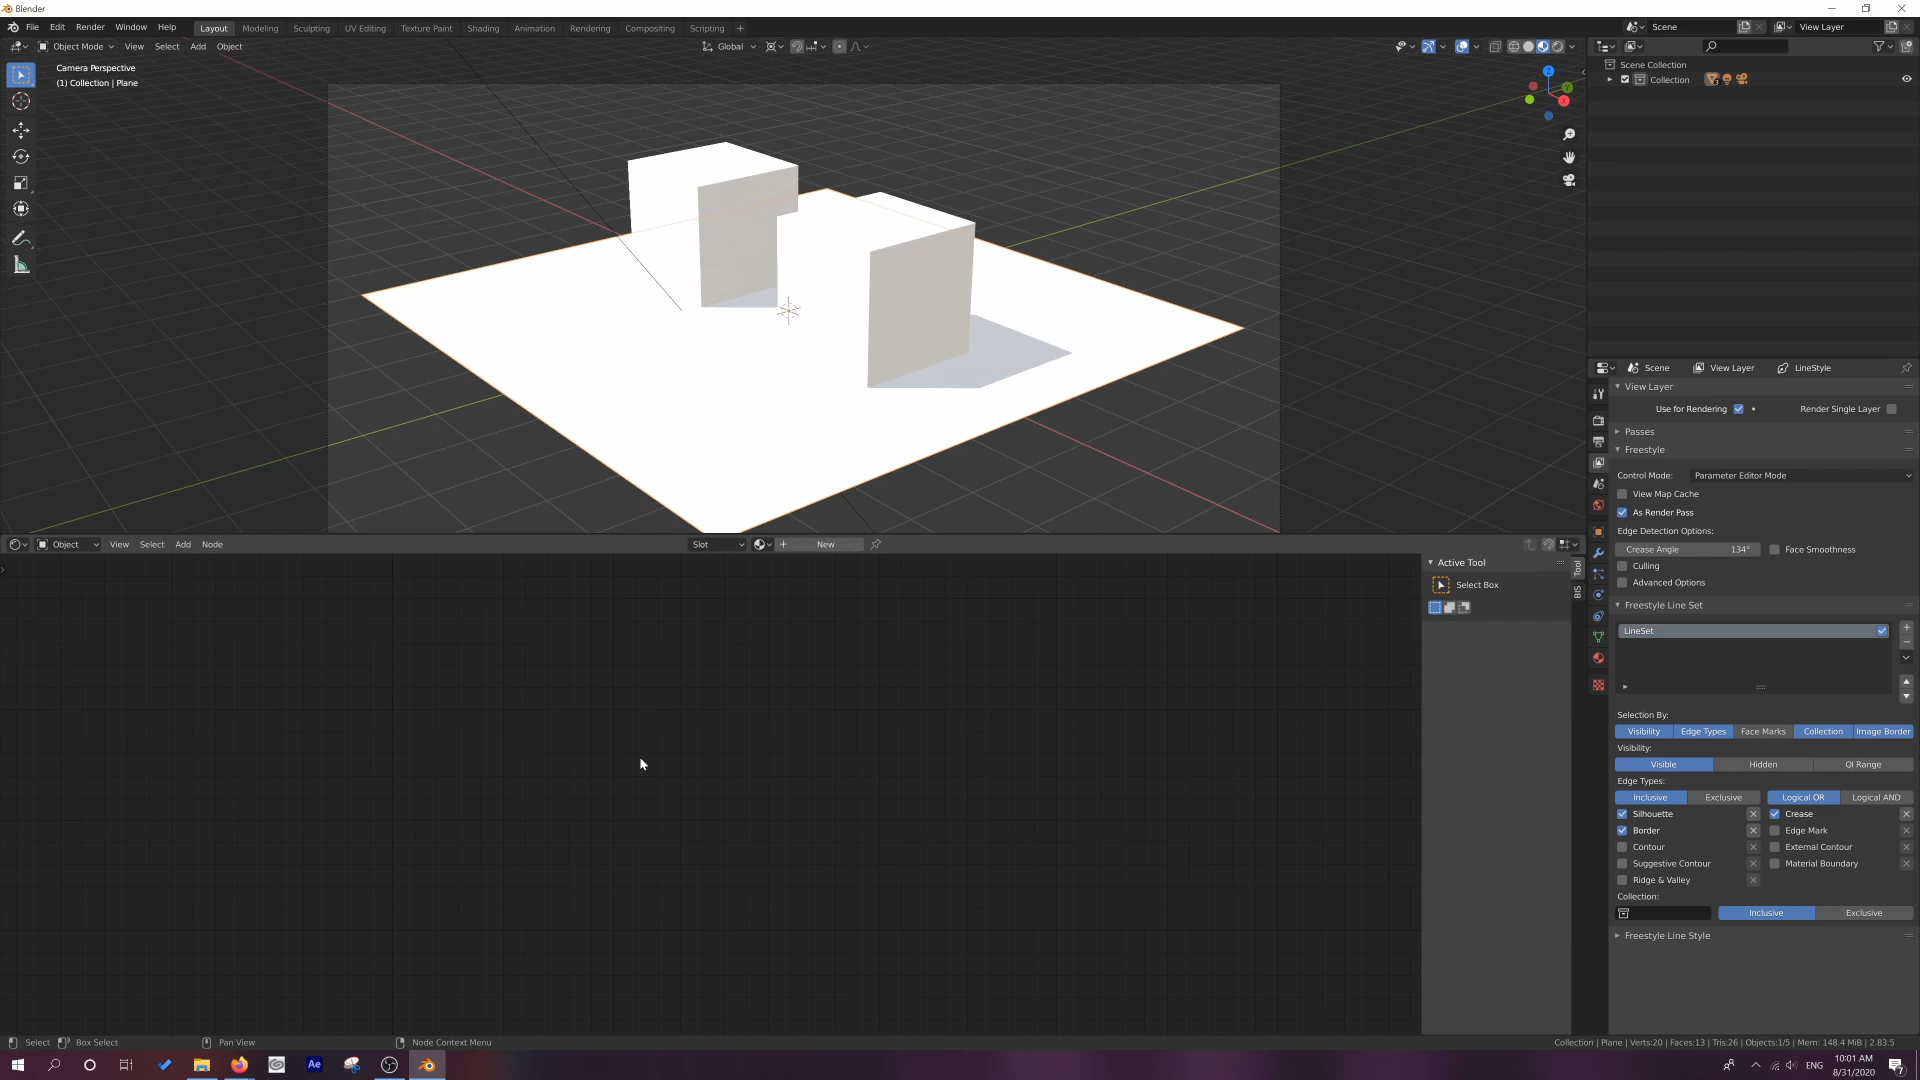 Blender
File Edit Render Window Help Layout Modeling Sculpting UV Editing Texture Paint Shading Animation Rendering Compositing Scripting + Scene View Layer
Object Mode View Select Add Object Global
Camera Perspective
(1) Collection | Plane
Scene Collection
Collection
Scene View Layer LineStyle
View Layer
Use for Rendering Render Single Layer
Passes
Freestyle
Control Mode: Parameter Editor Mode
View Map Cache
As Render Pass
Edge Detection Options:
Crease Angle 134° Face Smoothness
Culling
Advanced Options
Freestyle Line Set
LineSet
Selection By:
Visibility Edge Types Face Marks Collection Image Border
Visibility:
Visible Hidden QI Range
Edge Types:
Inclusive Exclusive Logical OR Logical AND
Silhouette Crease
Border Edge Mark
Contour External Contour
Suggestive Contour Material Boundary
Ridge & Valley
Collection:
Inclusive Exclusive
Freestyle Line Style
Object View Select Add Node Slot New
Active Tool
Select Box
Tool
BIS
Select Box Select Pan View Node Context Menu Collection | Plane | Verts:20 | Faces:13 | Tris:26 | Objects:1/5 | Mem: 148.4 MiB | 2.83.5
Ae ENG 10:01 AM
8/31/2020